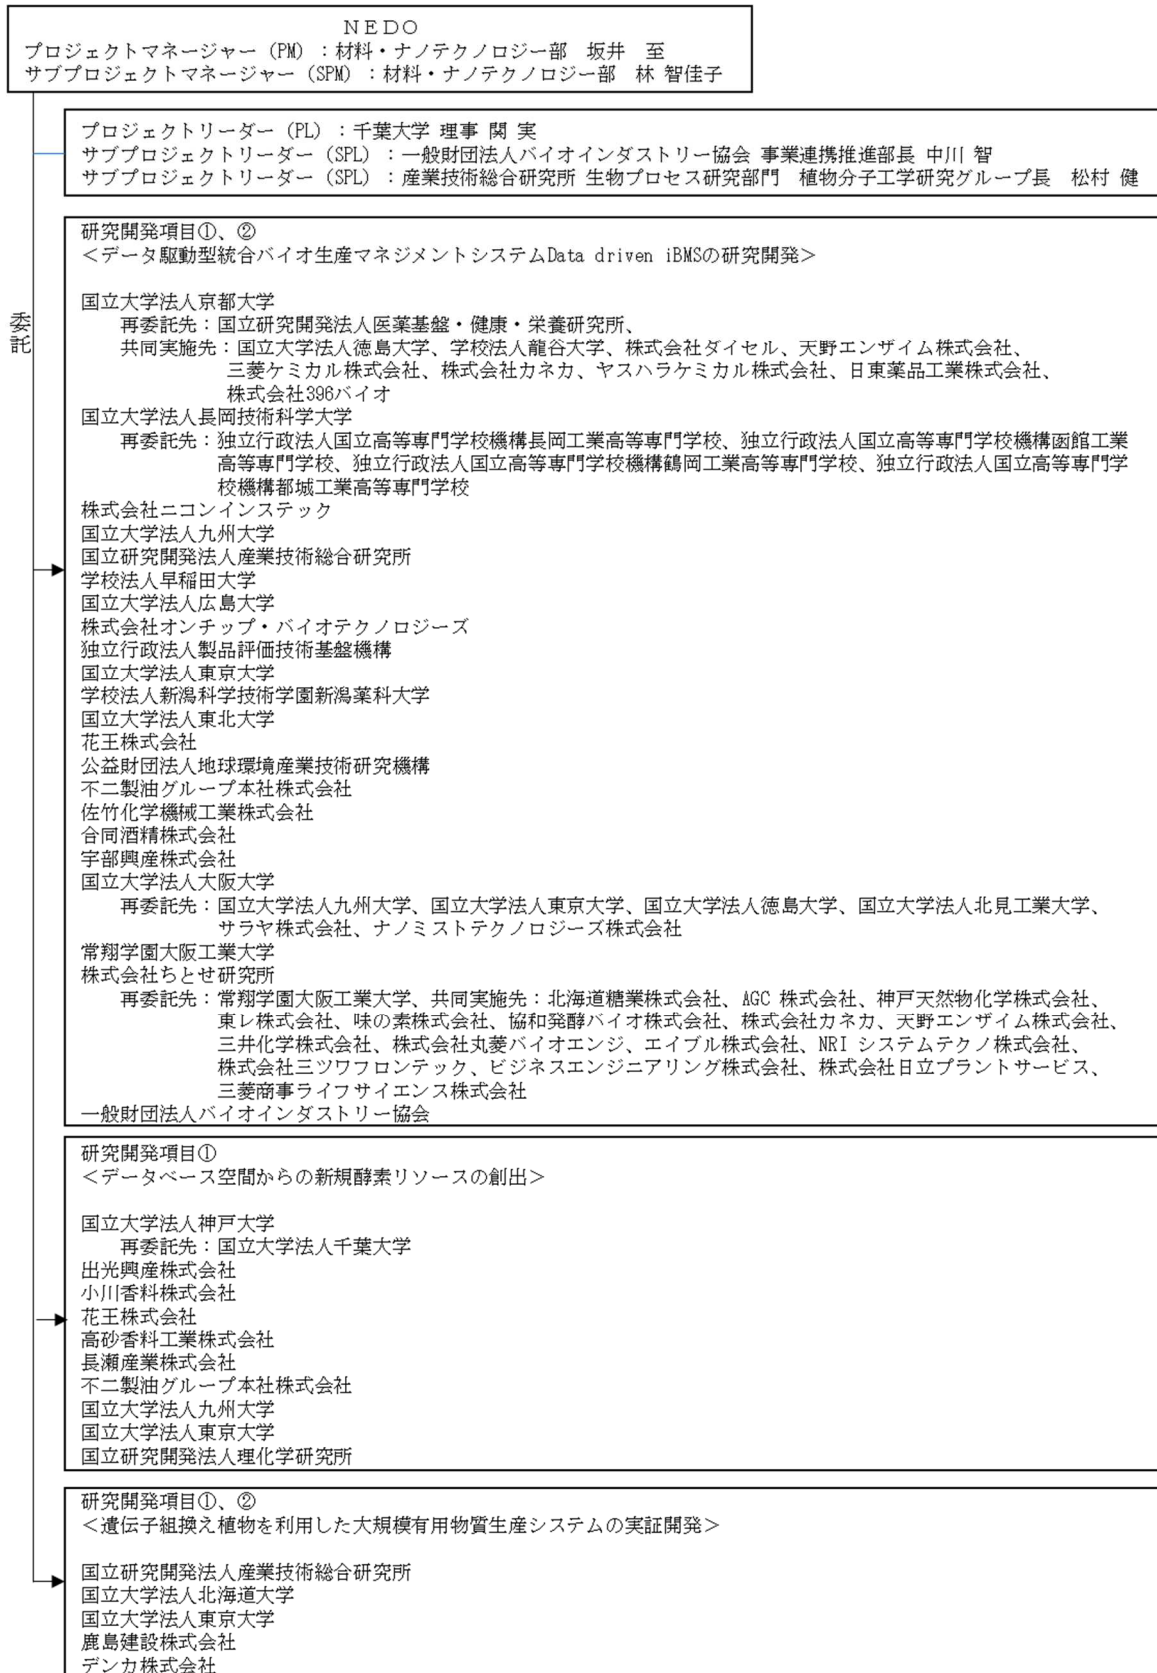 ＮＥＤＯ
プロジェクトマネージャー（PM）：材料・ナノテクノロジー部　坂井　至
サブプロジェクトマネージャー（SPM）：材料・ナノテクノロジー部　林 智佳子
プロジェクトリーダー（PL）：千葉大学 理事 関 実
サブプロジェクトリーダー（SPL）：一般財団法人バイオインダストリー協会 事業連携推進部長 中川 智
サブプロジェクトリーダー（SPL）：産業技術総合研究所 生物プロセス研究部門　植物分子工学研究グループ長　松村 健
委託
研究開発項目①、②
＜データ駆動型統合バイオ生産マネジメントシステムData driven iBMSの研究開発＞
国立大学法人京都大学
再委託先：国立研究開発法人医薬基盤・健康・栄養研究所、
共同実施先：国立大学法人徳島大学、学校法人龍谷大学、株式会社ダイセル、天野エンザイム株式会社、
三菱ケミカル株式会社、株式会社カネカ、ヤスハラケミカル株式会社、日東薬品工業株式会社、
株式会社396バイオ
国立大学法人長岡技術科学大学
再委託先：独立行政法人国立高等専門学校機構長岡工業高等専門学校、独立行政法人国立高等専門学校機構函館工業
高等専門学校、独立行政法人国立高等専門学校機構鶴岡工業高等専門学校、独立行政法人国立高等専門学
校機構都城工業高等専門学校
株式会社ニコンインステック
国立大学法人九州大学
国立研究開発法人産業技術総合研究所
学校法人早稲田大学
国立大学法人広島大学
株式会社オンチップ・バイオテクノロジーズ
独立行政法人製品評価技術基盤機構
国立大学法人東京大学
学校法人新潟科学技術学園新潟薬科大学
国立大学法人東北大学
花王株式会社
公益財団法人地球環境産業技術研究機構
不二製油グループ本社株式会社
佐竹化学機械工業株式会社
合同酒精株式会社
宇部興産株式会社
国立大学法人大阪大学
再委託先：国立大学法人九州大学、国立大学法人東京大学、国立大学法人徳島大学、国立大学法人北見工業大学、
サラヤ株式会社、ナノミストテクノロジーズ株式会社
常翔学園大阪工業大学
株式会社ちとせ研究所
再委託先：常翔学園大阪工業大学、共同実施先：北海道糖業株式会社、AGC 株式会社、神戸天然物化学株式会社、
東レ株式会社、味の素株式会社、協和発酵バイオ株式会社、株式会社カネカ、天野エンザイム株式会社、
三井化学株式会社、株式会社丸菱バイオエンジ、エイブル株式会社、NRI システムテクノ株式会社、
株式会社三ツワフロンテック、ビジネスエンジニアリング株式会社、株式会社日立プラントサービス、
三菱商事ライフサイエンス株式会社
一般財団法人バイオインダストリー協会
研究開発項目①
＜データベース空間からの新規酵素リソースの創出＞
国立大学法人神戸大学
再委託先：国立大学法人千葉大学
出光興産株式会社
小川香料株式会社
花王株式会社
高砂香料工業株式会社
長瀬産業株式会社
不二製油グループ本社株式会社
国立大学法人九州大学
国立大学法人東京大学
国立研究開発法人理化学研究所
研究開発項目①、②
＜遺伝子組換え植物を利用した大規模有用物質生産システムの実証開発＞
国立研究開発法人産業技術総合研究所
国立大学法人北海道大学
国立大学法人東京大学
鹿島建設株式会社
デンカ株式会社